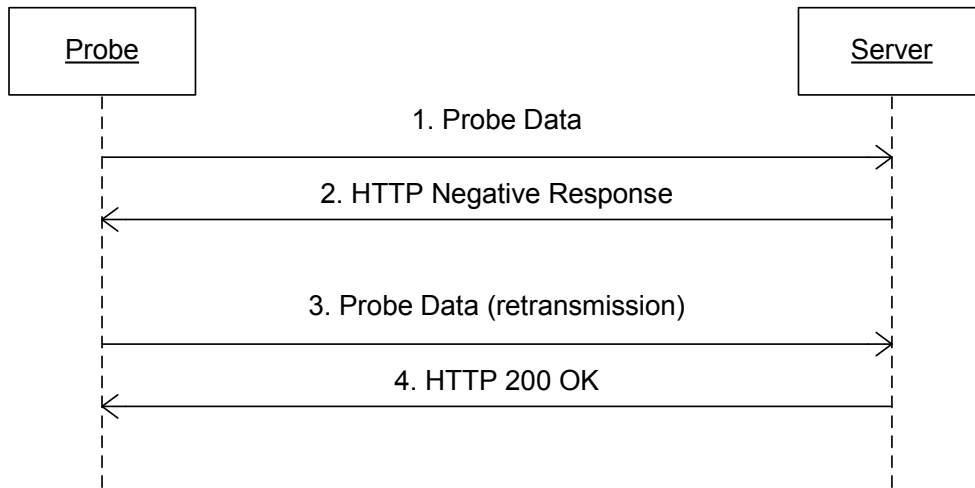 Probe
Server
1. Probe Data
2. HTTP Negative Response
3. Probe Data (retransmission)
4. HTTP 200 OK